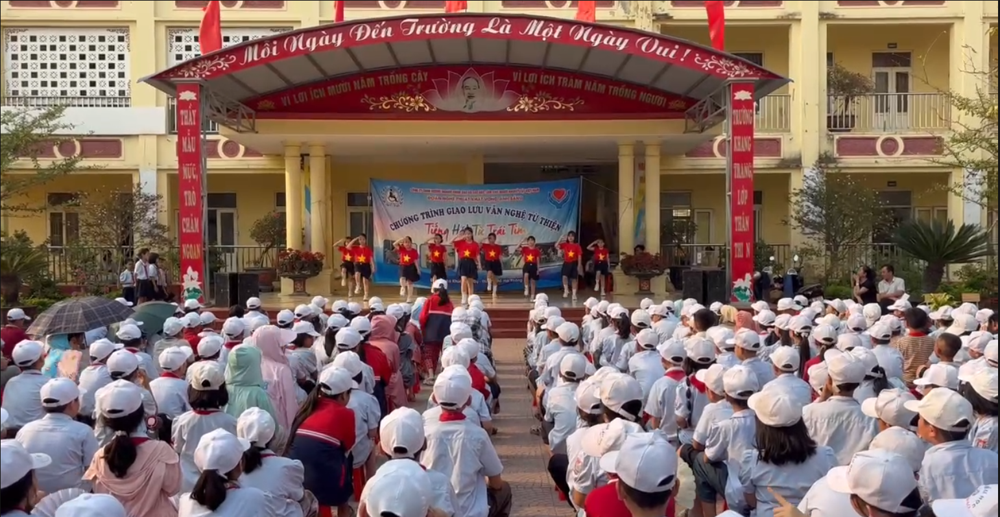 Mỗi Ngày Đến Trường Là Một Ngày Vui !
VÌ LỢI ÍCH MƯỜI NĂM TRỒNG CÂY
VÌ LỢI ÍCH TRĂM NĂM TRỒNG NGƯỜI
THẦY
MẪU
MỰC,
TRÒ
CHĂM
NGOAN
TRƯỜNG
KHANG
TRANG,
LỚP
THÂN
THI N
ĐOÀN NGHỆ THUẬT KHÁT VỌNG ÁNH SÁNG
CHƯƠNG TRÌNH GIAO LƯU VĂN NGHỆ TỪ THIỆN
Tiếng Hát Từ Trái Tim